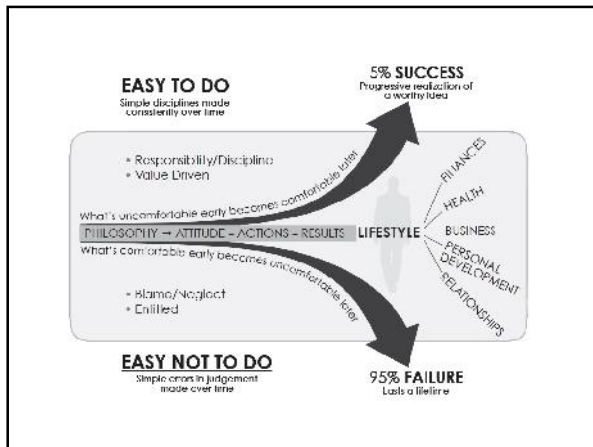 EASY TO DO
Simple disciplines made
consistently over time
5% SUCCESS
Progressive realization of
a worthy idea
• Responsibility/Discipline
• Value Driven
What's uncomfortable early becomes comfortable later
PHILOSOPHY → ATTITUDE – ACTIONS – RESULTS
LIFESTYLE
What's comfortable early becomes uncomfortable later
FINANCES
HEALTH
BUSINESS
PERSONAL
DEVELOPMENT
RELATIONSHIPS
• Blame/Neglect
• Entitled
EASY NOT TO DO
Simple errors in judgement
made over time
95% FAILURE
Lasts a lifetime